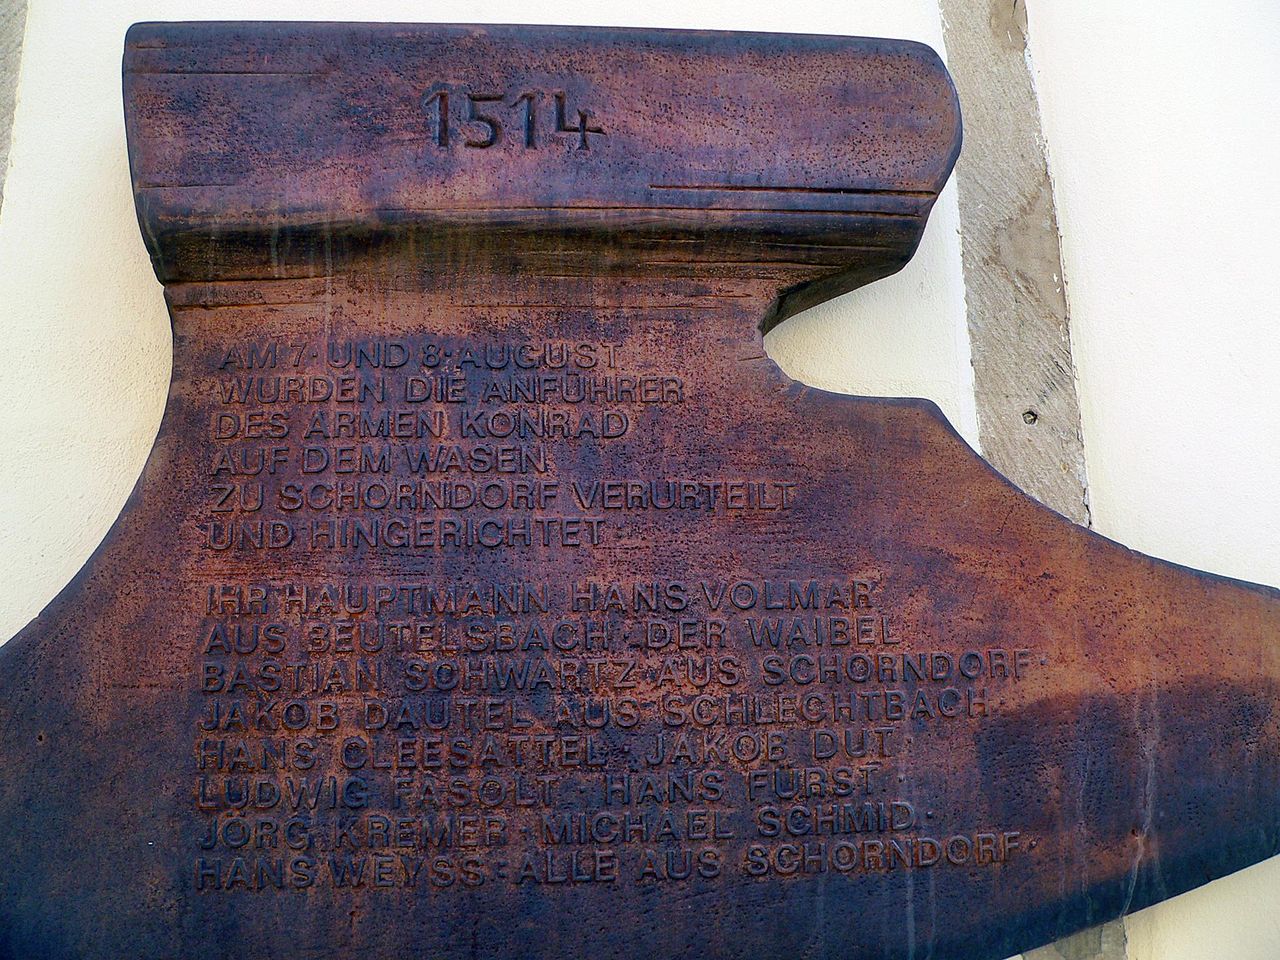 1514
AM 7· UND 8·AUGUST
WURDEN DIE ANFÜHRER
DES ARMEN KONRAD
AUF DEM WASEN
ZU SCHORNDORF VERURTEILT
UND HINGERICHTET·
IHR HAUPTMANN HANS VOLMAR
AUS BEUTELSBACH · DER WAIBEL
BASTIAN SCHWARTZ AUS SCHORNDORF·
JAKOB DAUTEL AUS SCHLECHTBACH
HANS CLEESATTEL · JAKOB DUT
LUDWIG FASOLT · HANS FÜRST·
JÖRG KREMER · MICHAEL SCHMID·
HANS WEYSS· ALLE AUS SCHORNDORF·